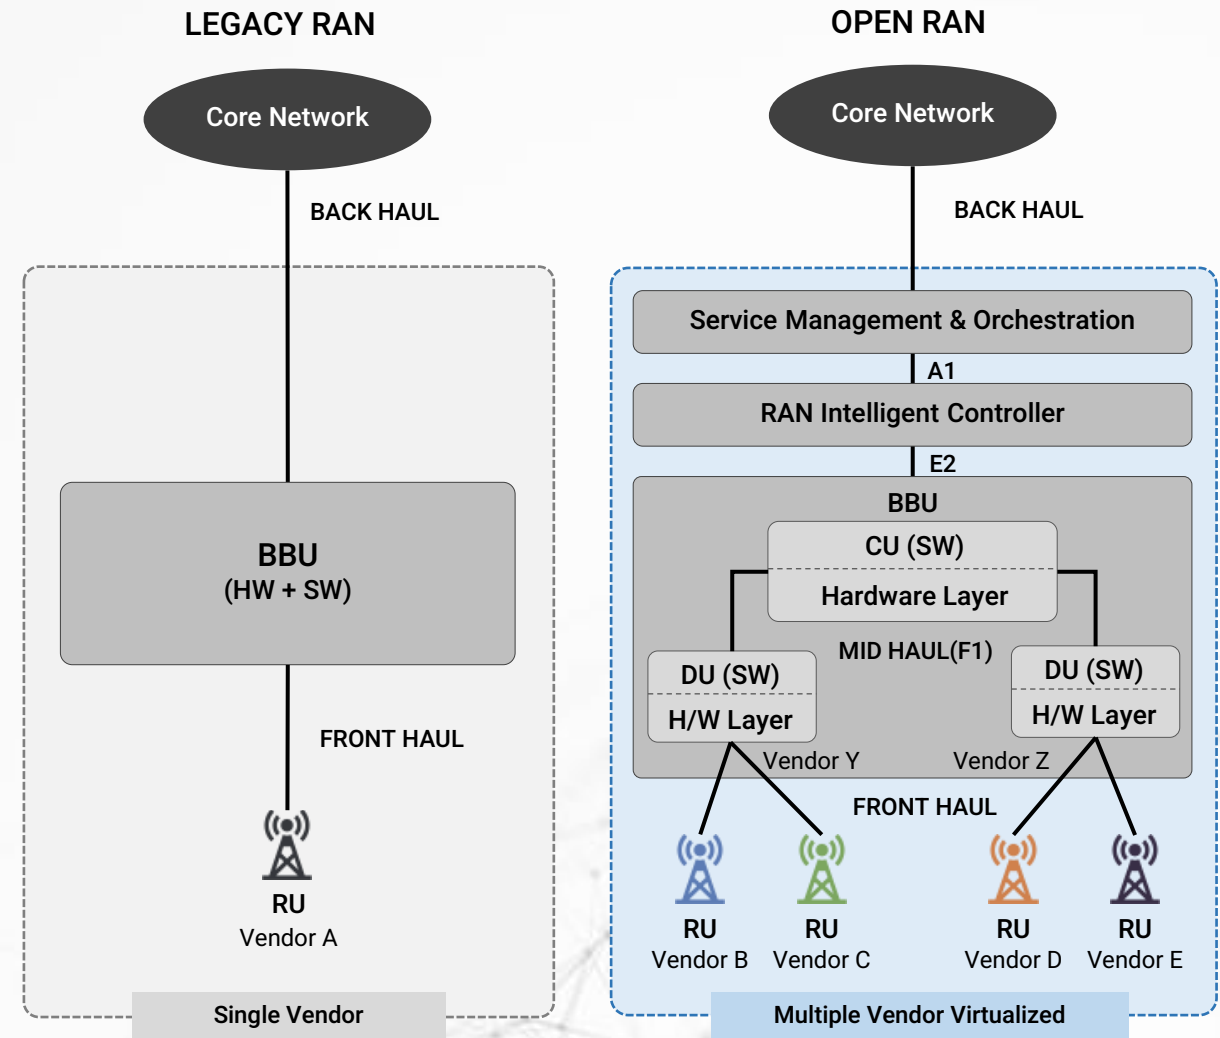 LEGACY RAN
Core Network
BACK HAUL
BBU
(HW + SW)
FRONT HAUL
RU
Vendor A
Single Vendor
OPEN RAN
Core Network
BACK HAUL
Service Management & Orchestration
A1
RAN Intelligent Controller
E2
BBU
CU (SW)
Hardware Layer
MID HAUL(F1)
DU (SW)
H/W Layer
DU (SW)
H/W Layer
Vendor Y
Vendor Z
FRONT HAUL
RU
Vendor B
RU
Vendor C
RU
Vendor D
RU
Vendor E
Multiple Vendor Virtualized